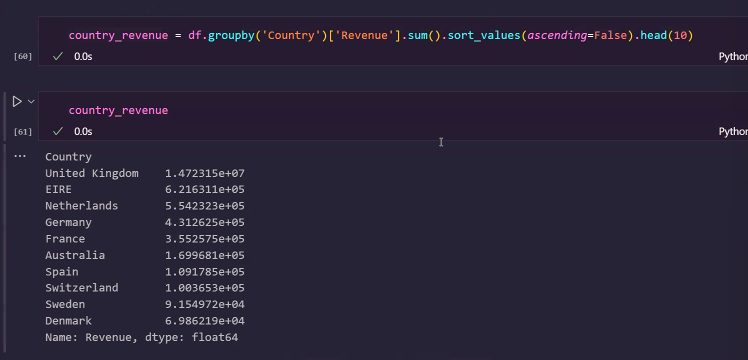 country_revenue = df.groupby('Country')['Revenue'].sum().sort_values(ascending=False).head(10)
[60] ✓ 0.0s Python
country_revenue
[61] ✓ 0.0s Python
... Country
United Kingdom 1.472315e+07
EIRE 6.216311e+05
Netherlands 5.542323e+05
Germany 4.312625e+05
France 3.552575e+05
Australia 1.699681e+05
Spain 1.091785e+05
Switzerland 1.003653e+05
Sweden 9.154972e+04
Denmark 6.986219e+04
Name: Revenue, dtype: float64